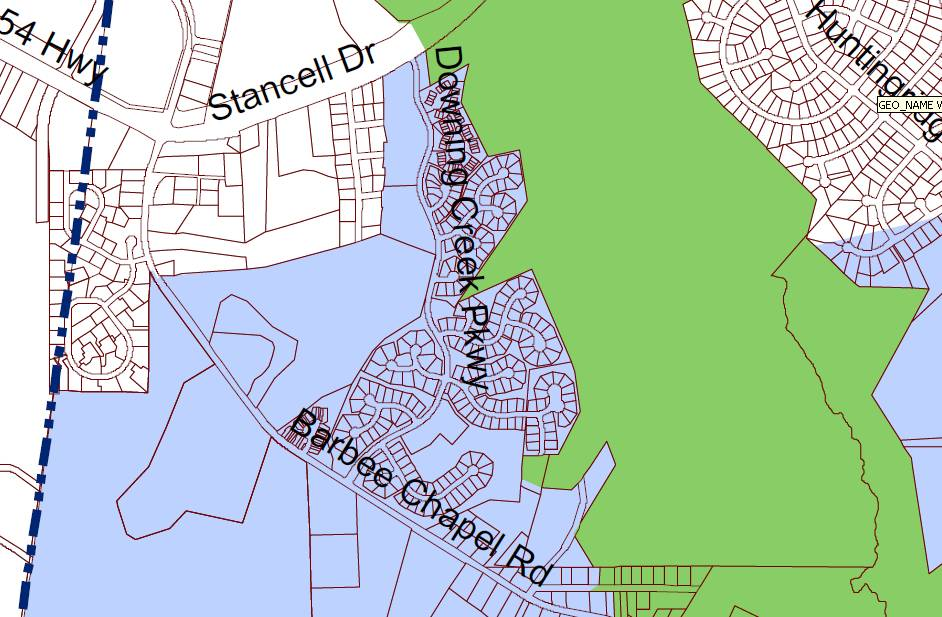 54 Hwy
Stancell Dr
Downing Creek Pkwy
GEO_NAME V
Barbee Chapel Rd